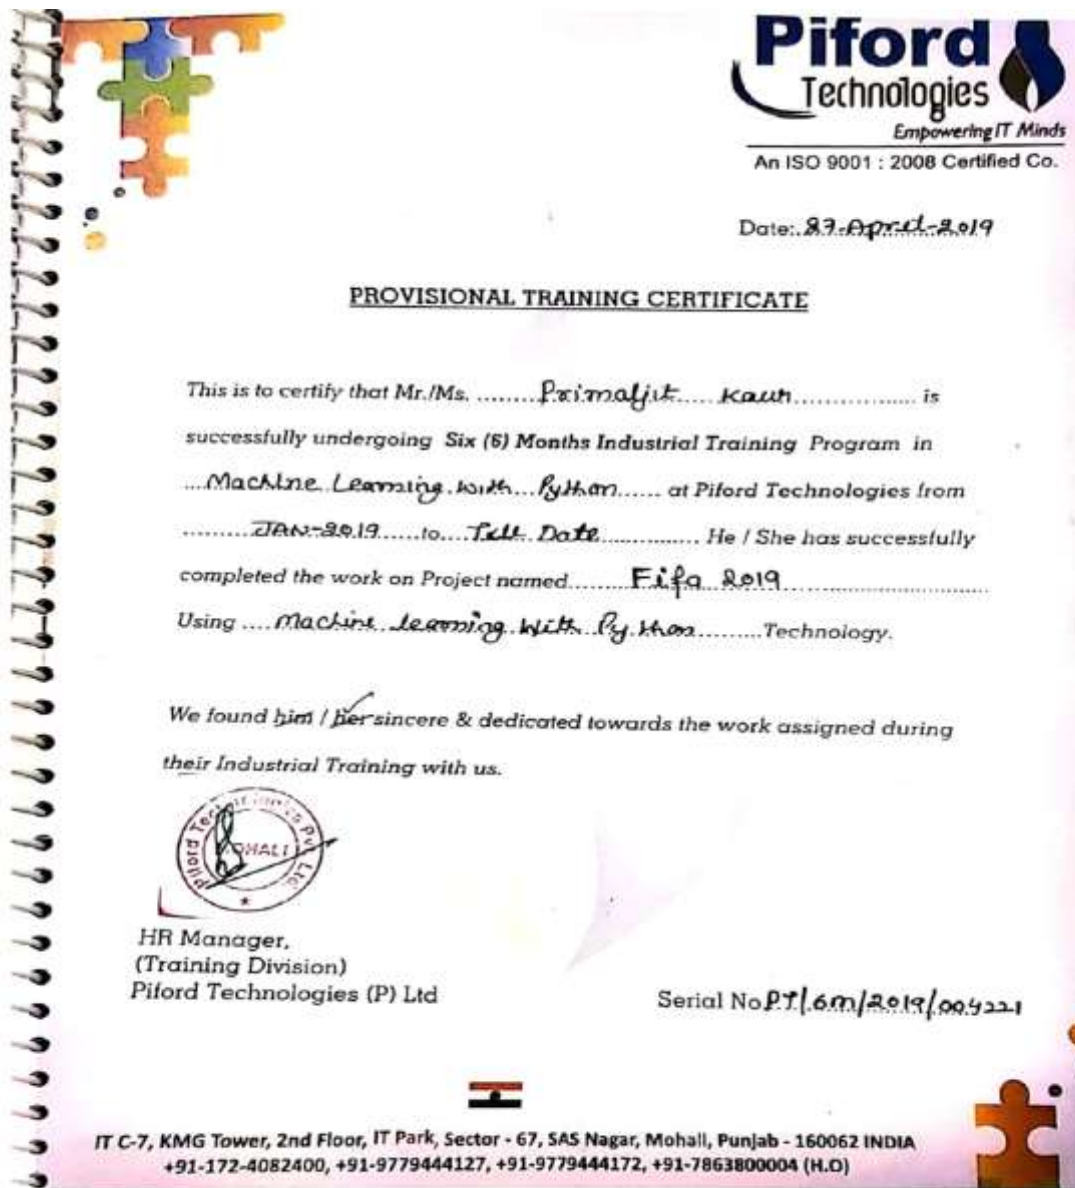 Piford
Technologies
Empowering IT Minds
An ISO 9001 : 2008 Certified Co.
Date:. 27-April-2019
PROVISIONAL TRAINING CERTIFICATE
This is to certify that Mr./Ms. ........Primaljit.....Kaur.................. is
successfully undergoing Six (6) Months Industrial Training Program in
....Machine Learning with Python...... at Piford Technologies from
..........JAN-2019......to....Till Date.............. He / She has successfully
completed the work on Project named........Fifa 2019..............................
Using ....Machine learning With Python.........Technology.
We found him / her sincere & dedicated towards the work assigned during
their Industrial Training with us.
Piford Technologies Pvt. Ltd.
MOHALI
HR Manager,
(Training Division)
Piford Technologies (P) Ltd
Serial No PT/6m/2019/004221
IT C-7, KMG Tower, 2nd Floor, IT Park, Sector - 67, SAS Nagar, Mohali, Punjab - 160062 INDIA
+91-172-4082400, +91-9779444127, +91-9779444172, +91-7863800004 (H.O)